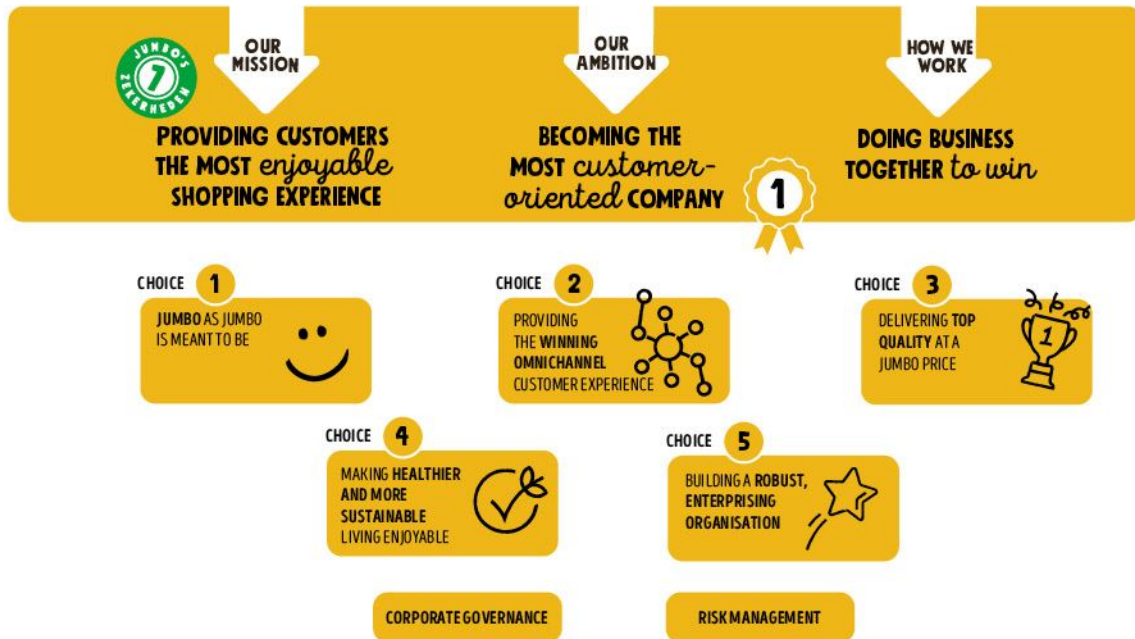 JUMBO'S
7
ZEKERHEDEN
OUR
MISSION
PROVIDING CUSTOMERS
THE MOST enjoyable
SHOPPING EXPERIENCE
OUR
AMBITION
BECOMING THE
MOST customer-
oriented COMPANY
1
HOW WE
WORK
DOING BUSINESS
TOGETHER to win
CHOICE 1
JUMBO AS JUMBO
IS MEANT TO BE
CHOICE 2
PROVIDING
THE WINNING
OMNICHANNEL
CUSTOMER EXPERIENCE
CHOICE 3
DELIVERING TOP
QUALITY AT A
JUMBO PRICE
1
CHOICE 4
MAKING HEALTHIER
AND MORE
SUSTAINABLE
LIVING ENJOYABLE
CHOICE 5
BUILDING A ROBUST,
ENTERPRISING
ORGANISATION
CORPORATE GOVERNANCE
RISK MANAGEMENT